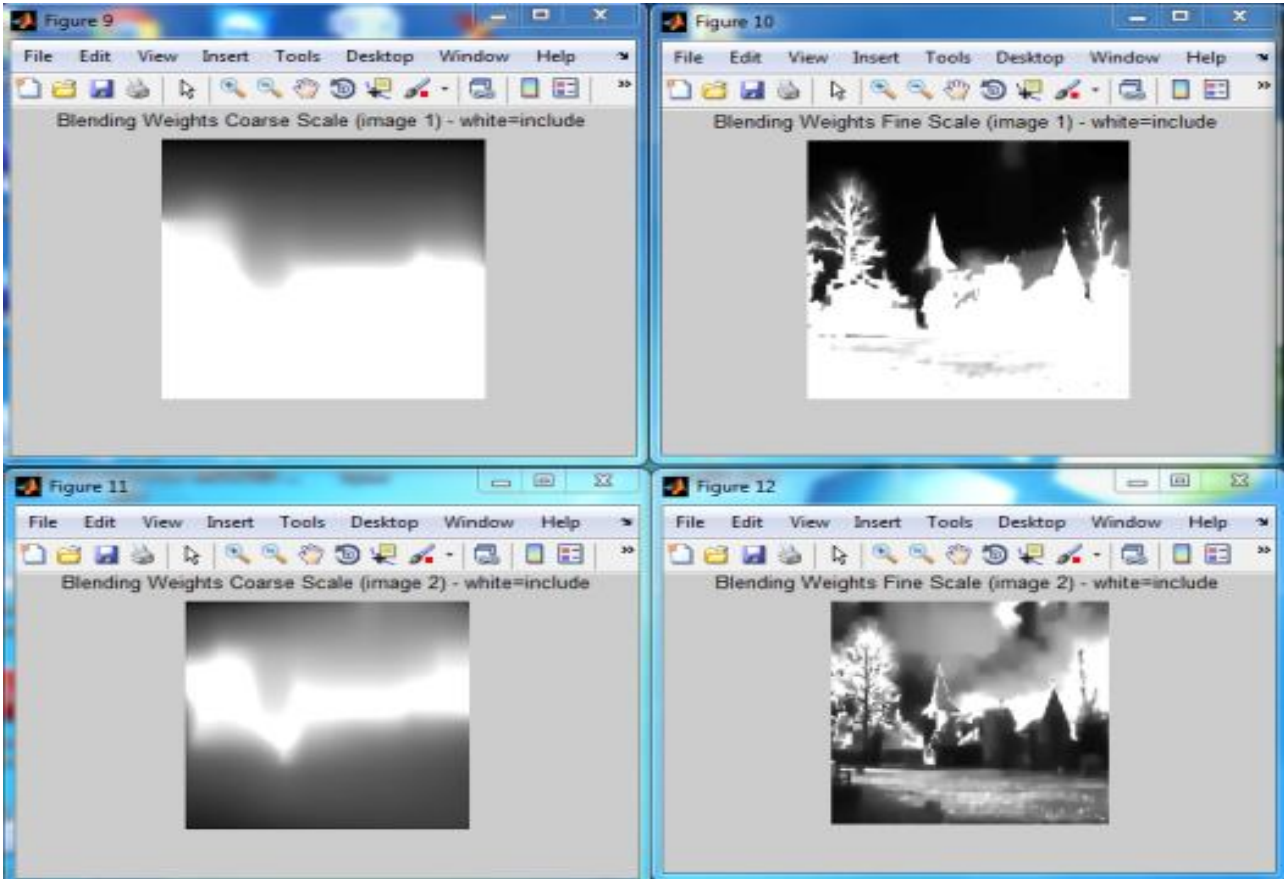 Figure 9
File Edit View Insert Tools Desktop Window Help
Blending Weights Coarse Scale (image 1) - white=include
Figure 10
File Edit View Insert Tools Desktop Window Help
Blending Weights Fine Scale (image 1) - white=include
Figure 11
File Edit View Insert Tools Desktop Window Help
Blending Weights Coarse Scale (image 2) - white=include
Figure 12
File Edit View Insert Tools Desktop Window Help
Blending Weights Fine Scale (image 2) - white=include